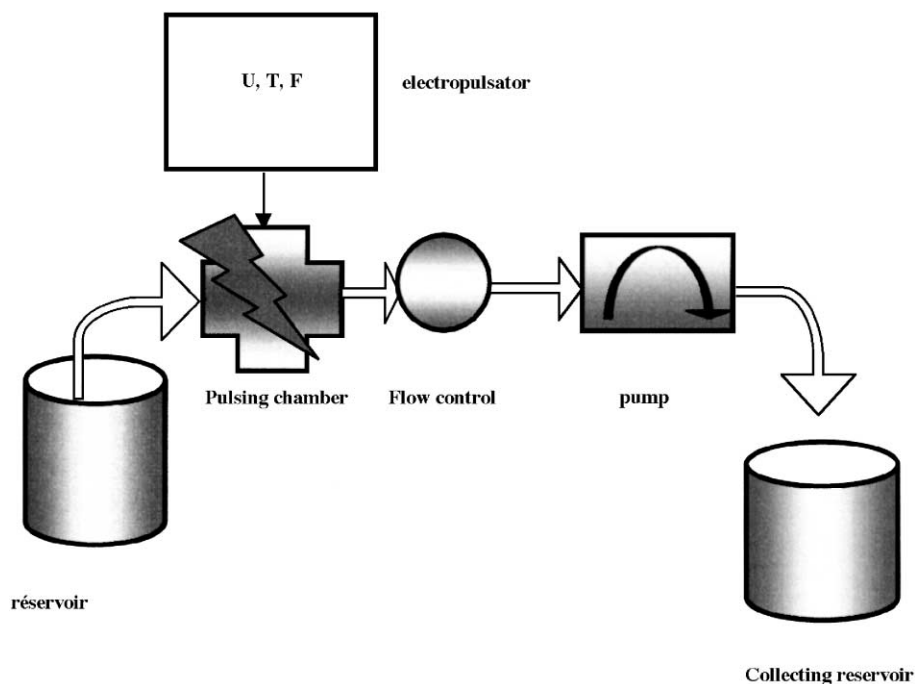 U, T, F
electropulsator
Pulsing chamber
Flow control
pump
réservoir
Collecting reservoir